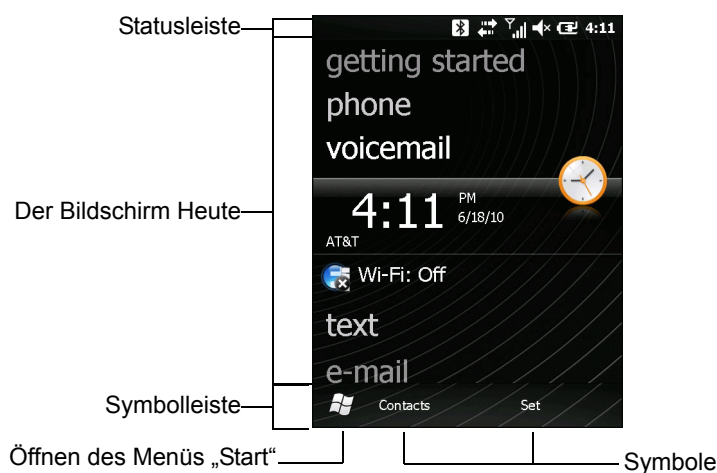 Statusleiste
4:11
getting started
phone
voicemail
Der Bildschirm Heute
4:11 PM
6/18/10
AT&T
Wi-Fi: Off
text
e-mail
Symbolleiste
Contacts Set
Öffnen des Menüs „Start“
Symbole